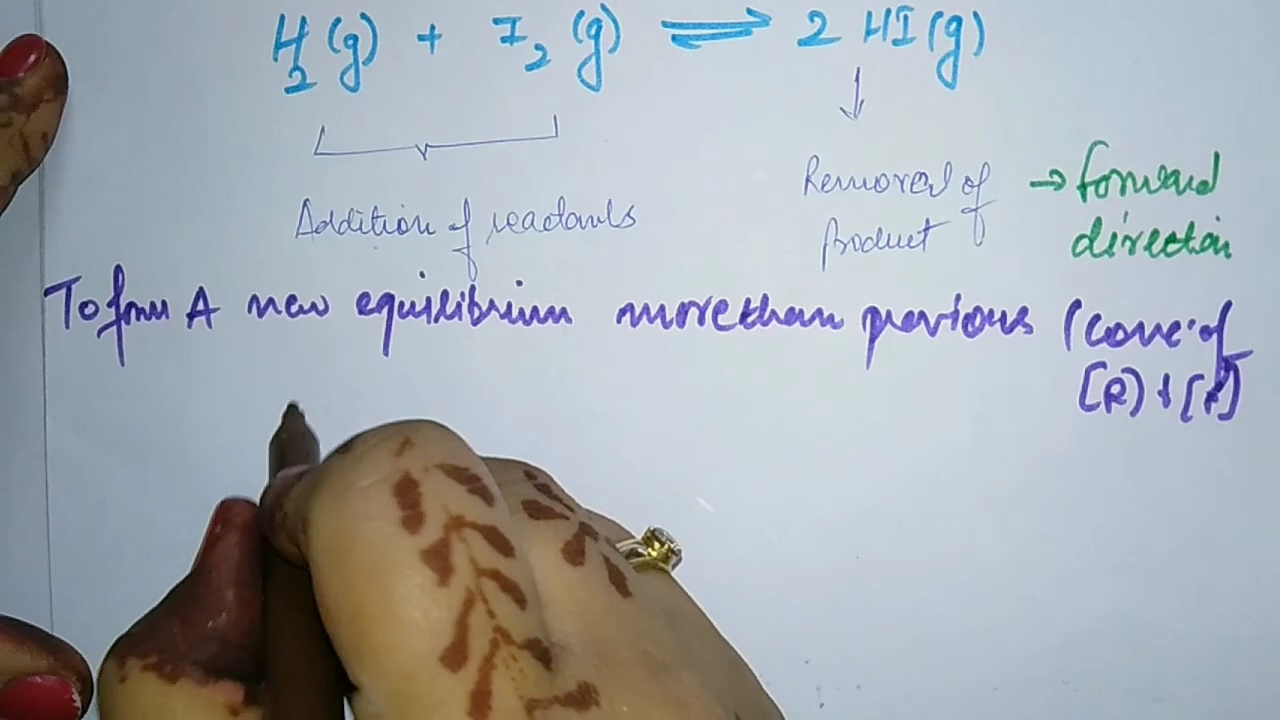 H2(g) + I2(g) ⇌ 2 HI(g)
Addition of reactants
Removal of
product
→ forward
direction
To form A new equilibrium more than previous (conc. of
[R] & [P]